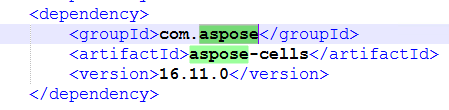 <dependency>
<groupId>com.aspose</groupId>
<artifactId>aspose-cells</artifactId>
<version>16.11.0</version>
</dependency>